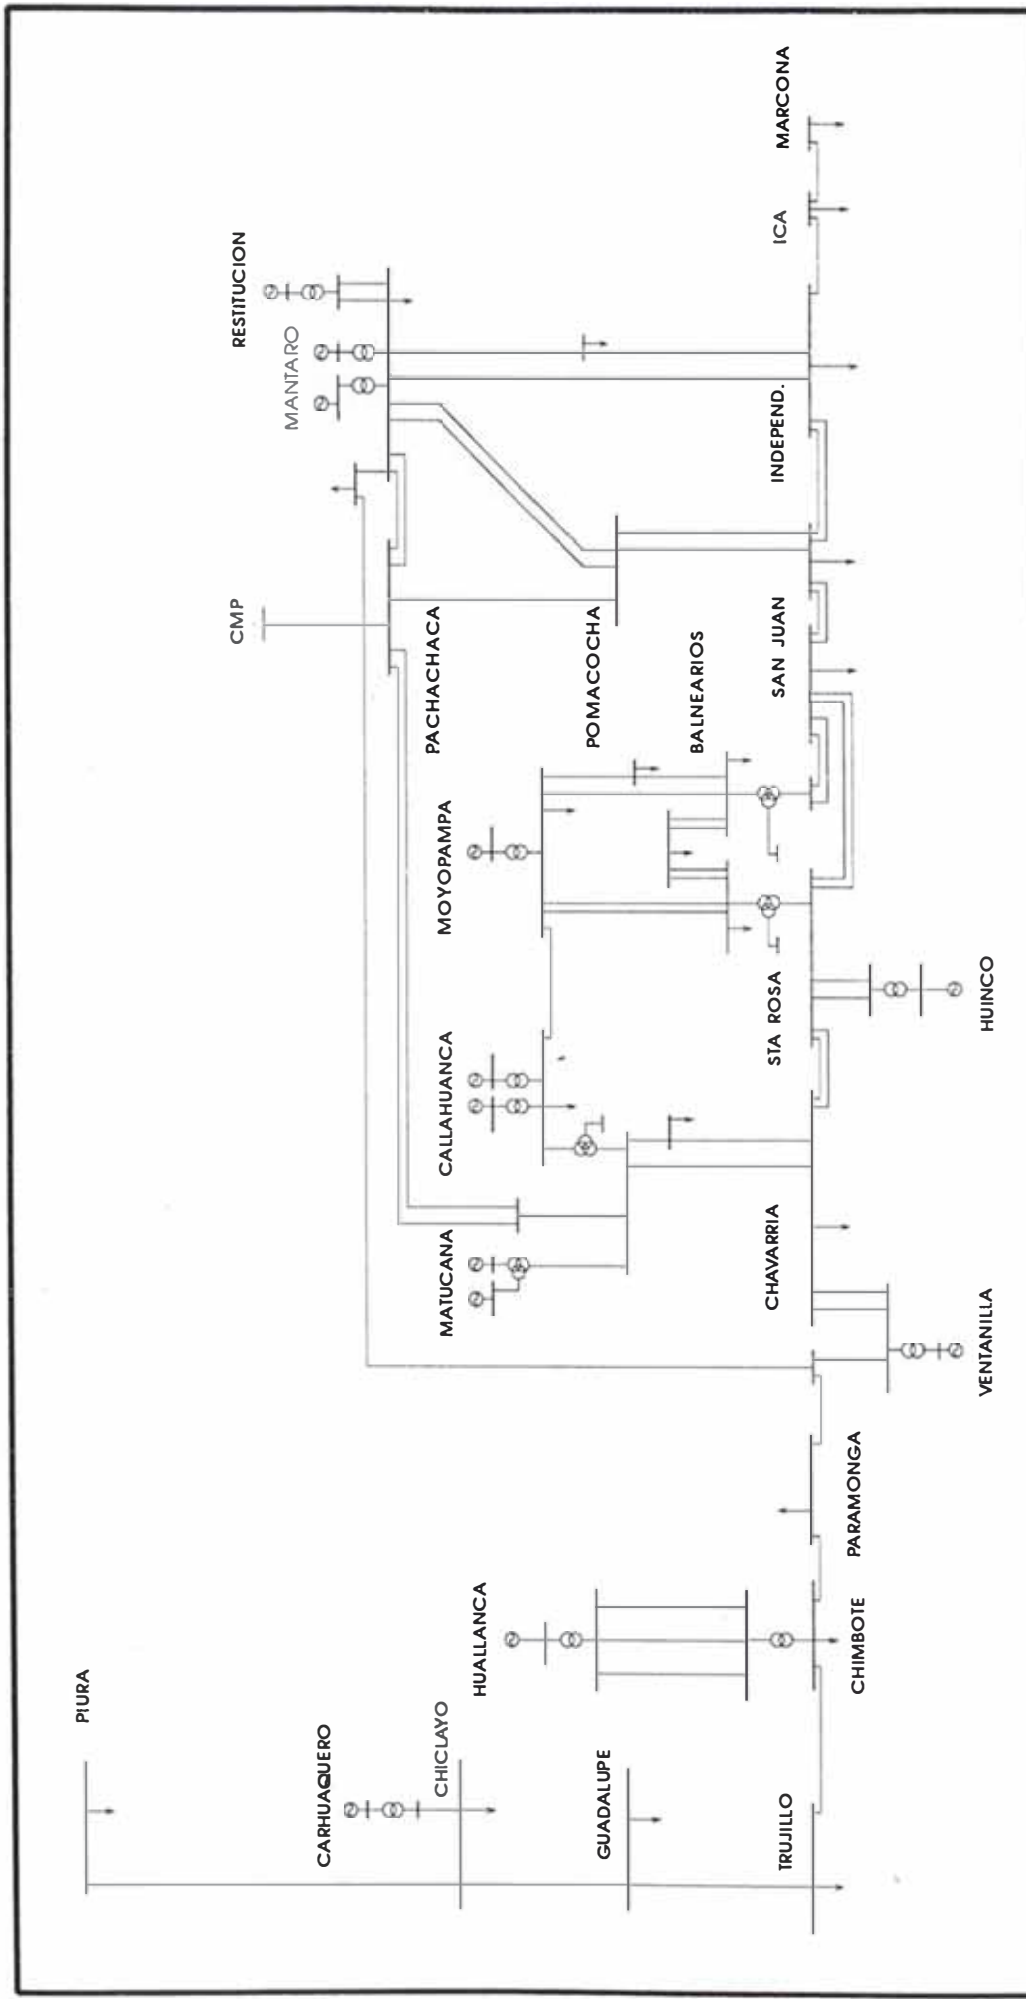 PIURA
CARHUAQUERO
CHICLAYO
GUADALUPE
TRUJILLO
HUALLANCA
CHIMBOTE
PARAMONGA
VENTANILLA
MATUCANA
CHAVARRIA
CALLAHUANCA
STA ROSA
HUINCO
MOYOPAMPA
BALNEARIOS
SAN JUAN
POMACOCHA
PACHACHACA
CMP
INDEPEND.
MANTARO
RESTITUCION
ICA
MARCONA